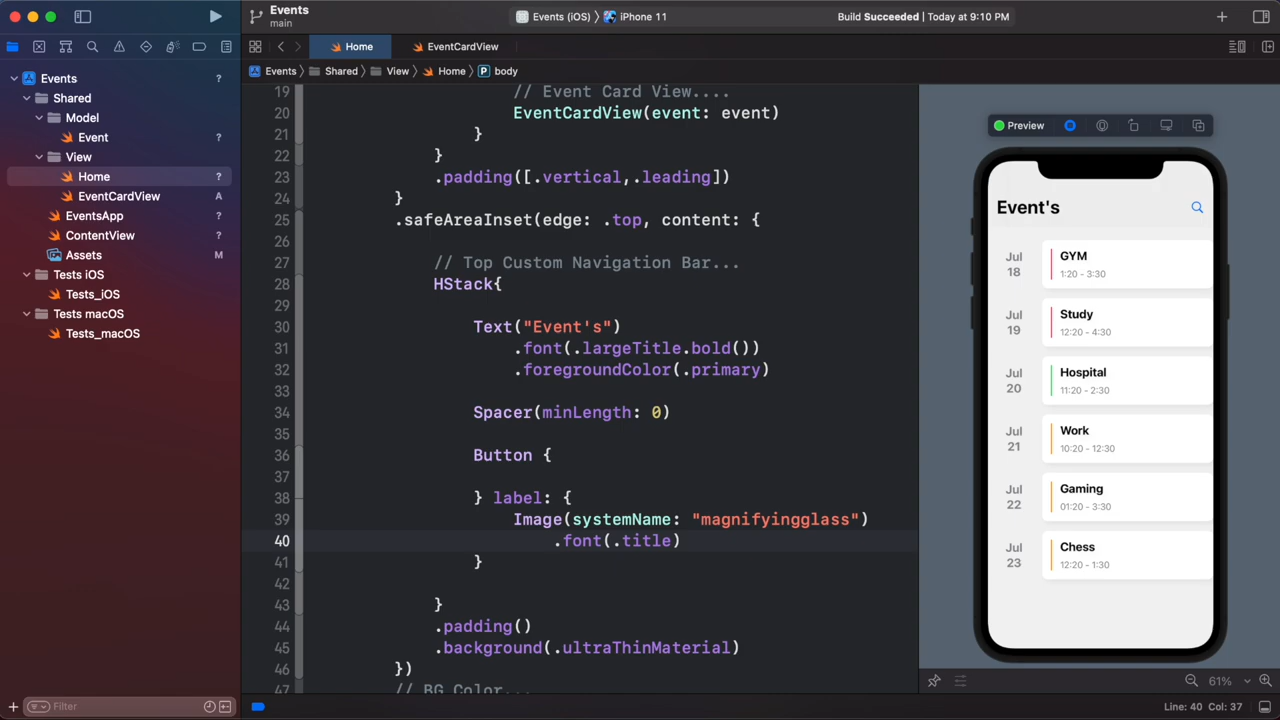 Events
main
Events (iOS) 〉 iPhone 11
Build Succeeded | Today at 9:10 PM
Home
EventCardView
Events 〉 Shared 〉 View 〉 Home 〉 P body
Events ?
Shared
Model
Event ?
View
Home ?
EventCardView A
EventsApp ?
ContentView ?
Assets M
Tests iOS
Tests_iOS
Tests macOS
Tests_macOS
Filter
19 // Event Card View....
20 EventCardView(event: event)
21 }
22 }
23 .padding([.vertical,.leading])
24 }
25 .safeAreaInset(edge: .top, content: {
26
27 // Top Custom Navigation Bar...
28 HStack{
29
30 Text("Event's")
31 .font(.largeTitle.bold())
32 .foregroundColor(.primary)
33
34 Spacer(minLength: 0)
35
36 Button {
37
38 } label: {
39 Image(systemName: "magnifyingglass")
40 .font(.title)
41 }
42
43 }
44 .padding()
45 .background(.ultraThinMaterial)
46 })
47 // BG Color...
Preview
Event's
Jul 18
GYM
1:20 - 3:30
Jul 19
Study
12:20 - 4:30
Jul 20
Hospital
11:20 - 2:30
Jul 21
Work
10:20 - 12:30
Jul 22
Gaming
01:20 - 3:30
Jul 23
Chess
12:20 - 1:30
61%
Line: 40 Col: 37